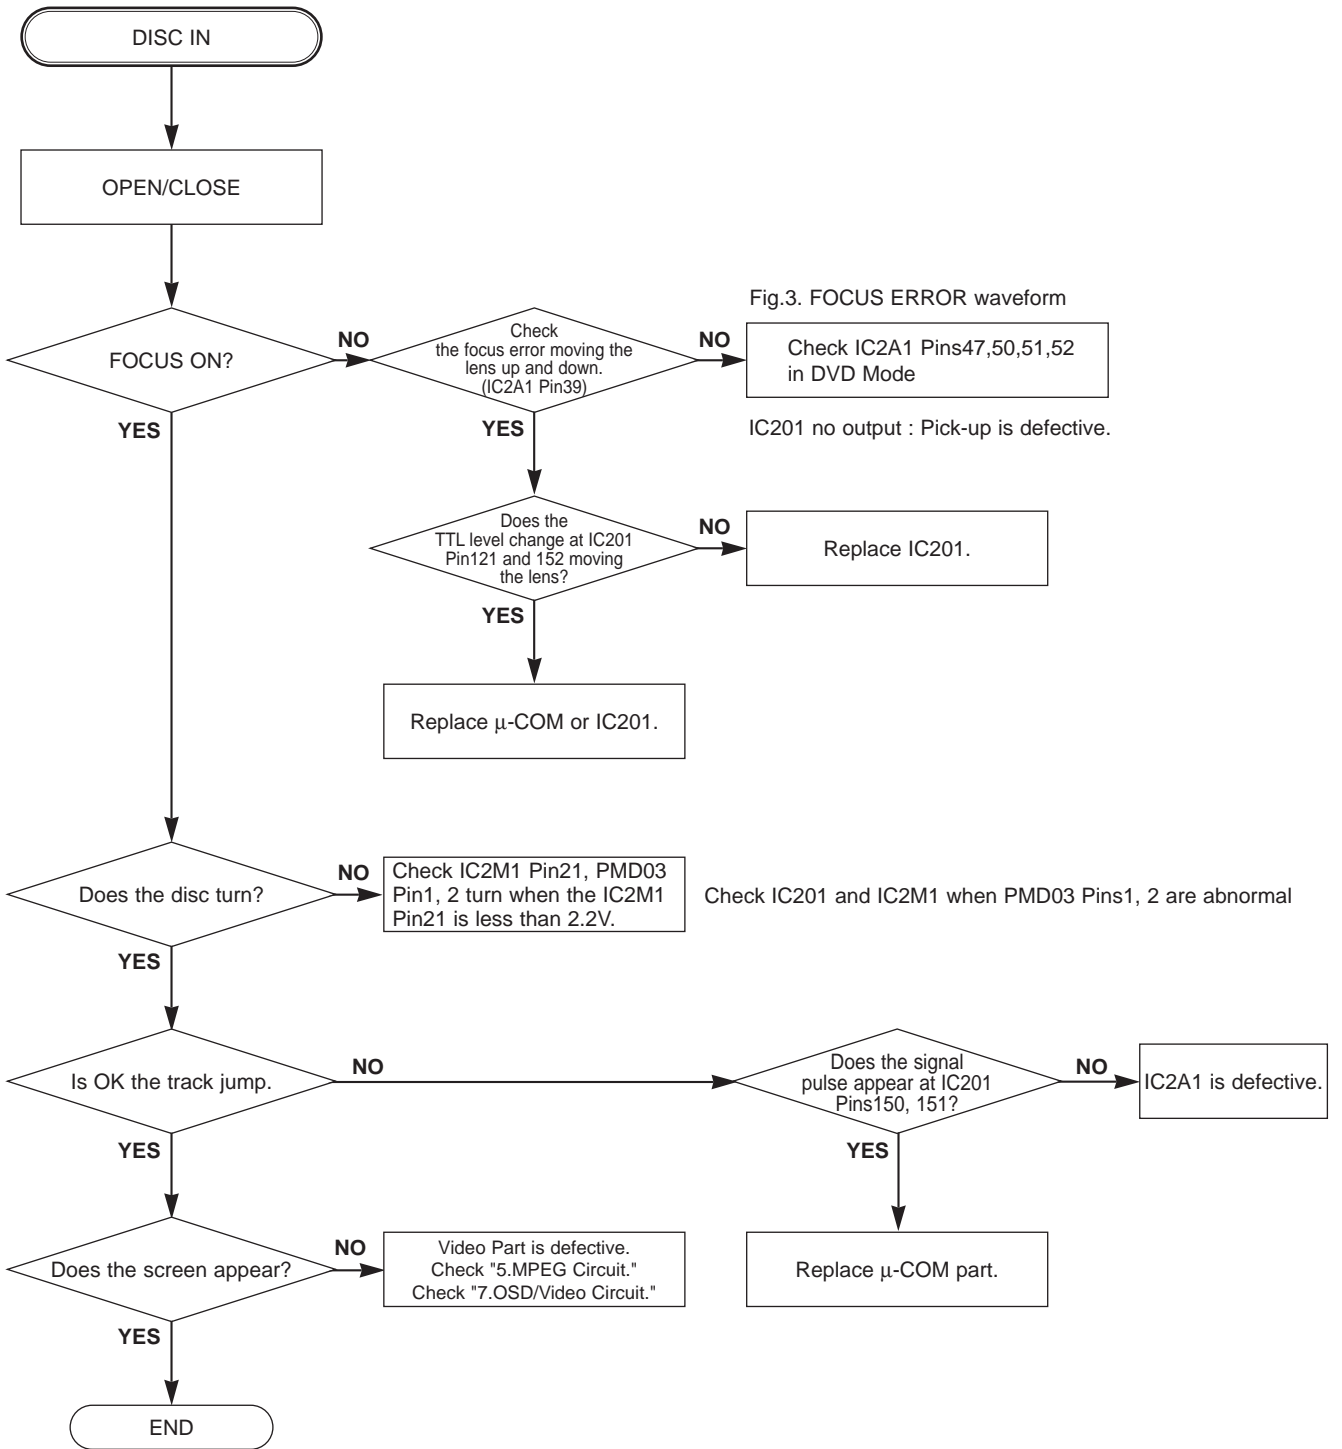 DISC IN
OPEN/CLOSE
FOCUS ON?
NO
YES
Check
the focus error moving the
lens up and down.
(IC2A1 Pin39)
NO
YES
Fig.3. FOCUS ERROR waveform
Check IC2A1 Pins47,50,51,52
in DVD Mode
IC201 no output : Pick-up is defective.
Does the
TTL level change at IC201
Pin121 and 152 moving
the lens?
NO
YES
Replace IC201.
Replace μ-COM or IC201.
Does the disc turn?
NO
YES
Check IC2M1 Pin21, PMD03
Pin1, 2 turn when the IC2M1
Pin21 is less than 2.2V.
Check IC201 and IC2M1 when PMD03 Pins1, 2 are abnormal
Is OK the track jump.
NO
YES
Does the signal
pulse appear at IC201
Pins150, 151?
NO
YES
IC2A1 is defective.
Replace μ-COM part.
Does the screen appear?
NO
YES
Video Part is defective.
Check "5.MPEG Circuit."
Check "7.OSD/Video Circuit."
END